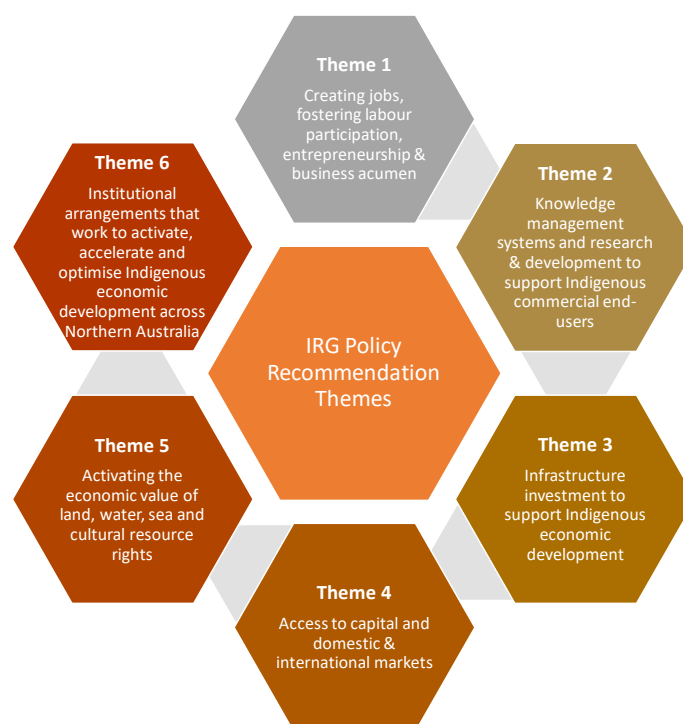 Theme 1
Creating jobs,
fostering labour
participation,
entrepreneurship &
business acumen
Theme 2
Knowledge
management
systems and research
& development to
support Indigenous
commercial end-
users
Theme 3
Infrastructure
investment to
support Indigenous
economic
development
Theme 4
Access to capital and
domestic &
international markets
Theme 5
Activating the
economic value of
land, water, sea and
cultural resource
rights
Theme 6
Institutional
arrangements that
work to activate,
accelerate and
optimise Indigenous
economic
development across
Northern Australia
IRG Policy
Recommendation
Themes